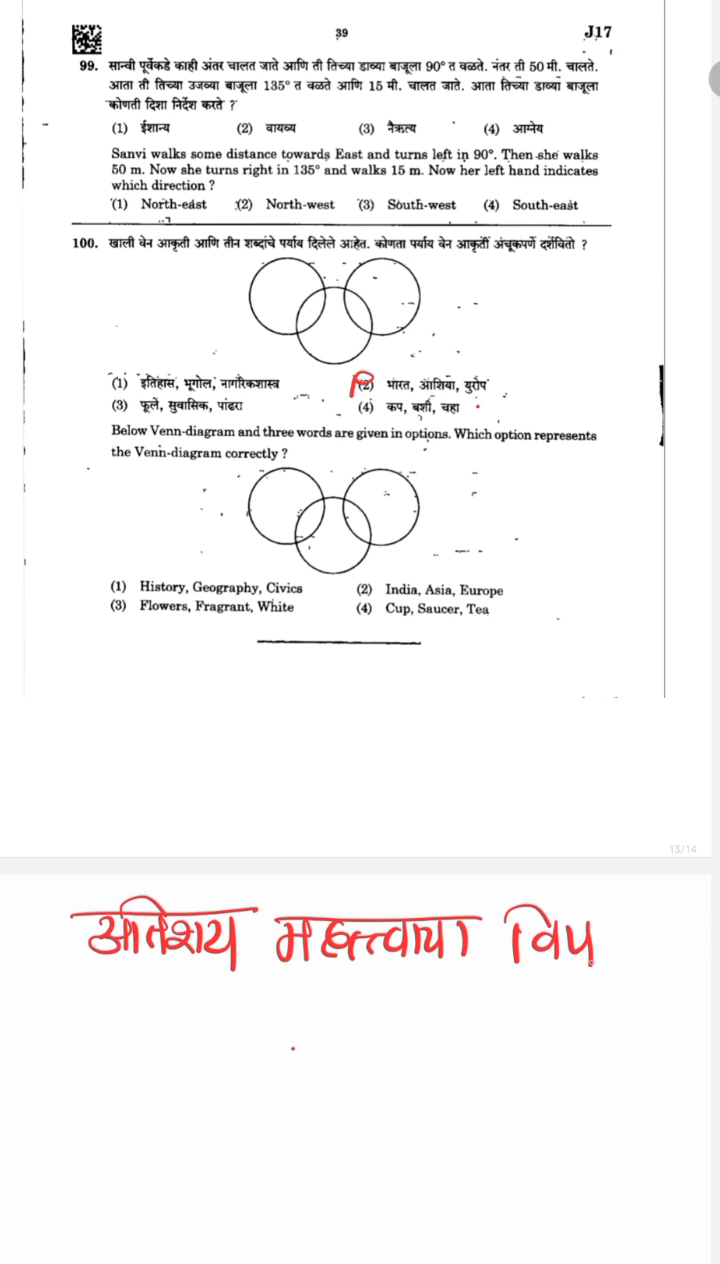 39
J17
99. सान्वी पूर्वेकडे काही अंतर चालत जाते आणि ती तिच्या डाव्या बाजूला 90° त वळते. नंतर ती 50 मी. चालते.
आता ती तिच्या उजव्या बाजूला 135° त वळते आणि 15 मी. चालत जाते. आता तिच्या डाव्या बाजूला
कोणती दिशा निर्देश करते ?
(1) ईशान्य (2) वायव्य (3) नैऋत्य (4) आग्नेय
Sanvi walks some distance towards East and turns left in 90°. Then she walks
50 m. Now she turns right in 135° and walks 15 m. Now her left hand indicates
which direction ?
(1) North-east (2) North-west (3) South-west (4) South-east
100. खाली वेन आकृती आणि तीन शब्दांचे पर्याय दिलेले आहेत. कोणता पर्याय वेन आकृती अचूकपणे दर्शवितो ?
(1) इतिहास, भूगोल, नागरिकशास्त्र (2) भारत, आशिया, युरोप
(3) फूले, सुवासिक, पांढरा (4) कप, बशी, चहा
Below Venn-diagram and three words are given in options. Which option represents
the Venn-diagram correctly ?
(1) History, Geography, Civics (2) India, Asia, Europe
(3) Flowers, Fragrant, White (4) Cup, Saucer, Tea
13/14
अतिशय महत्त्वाचा